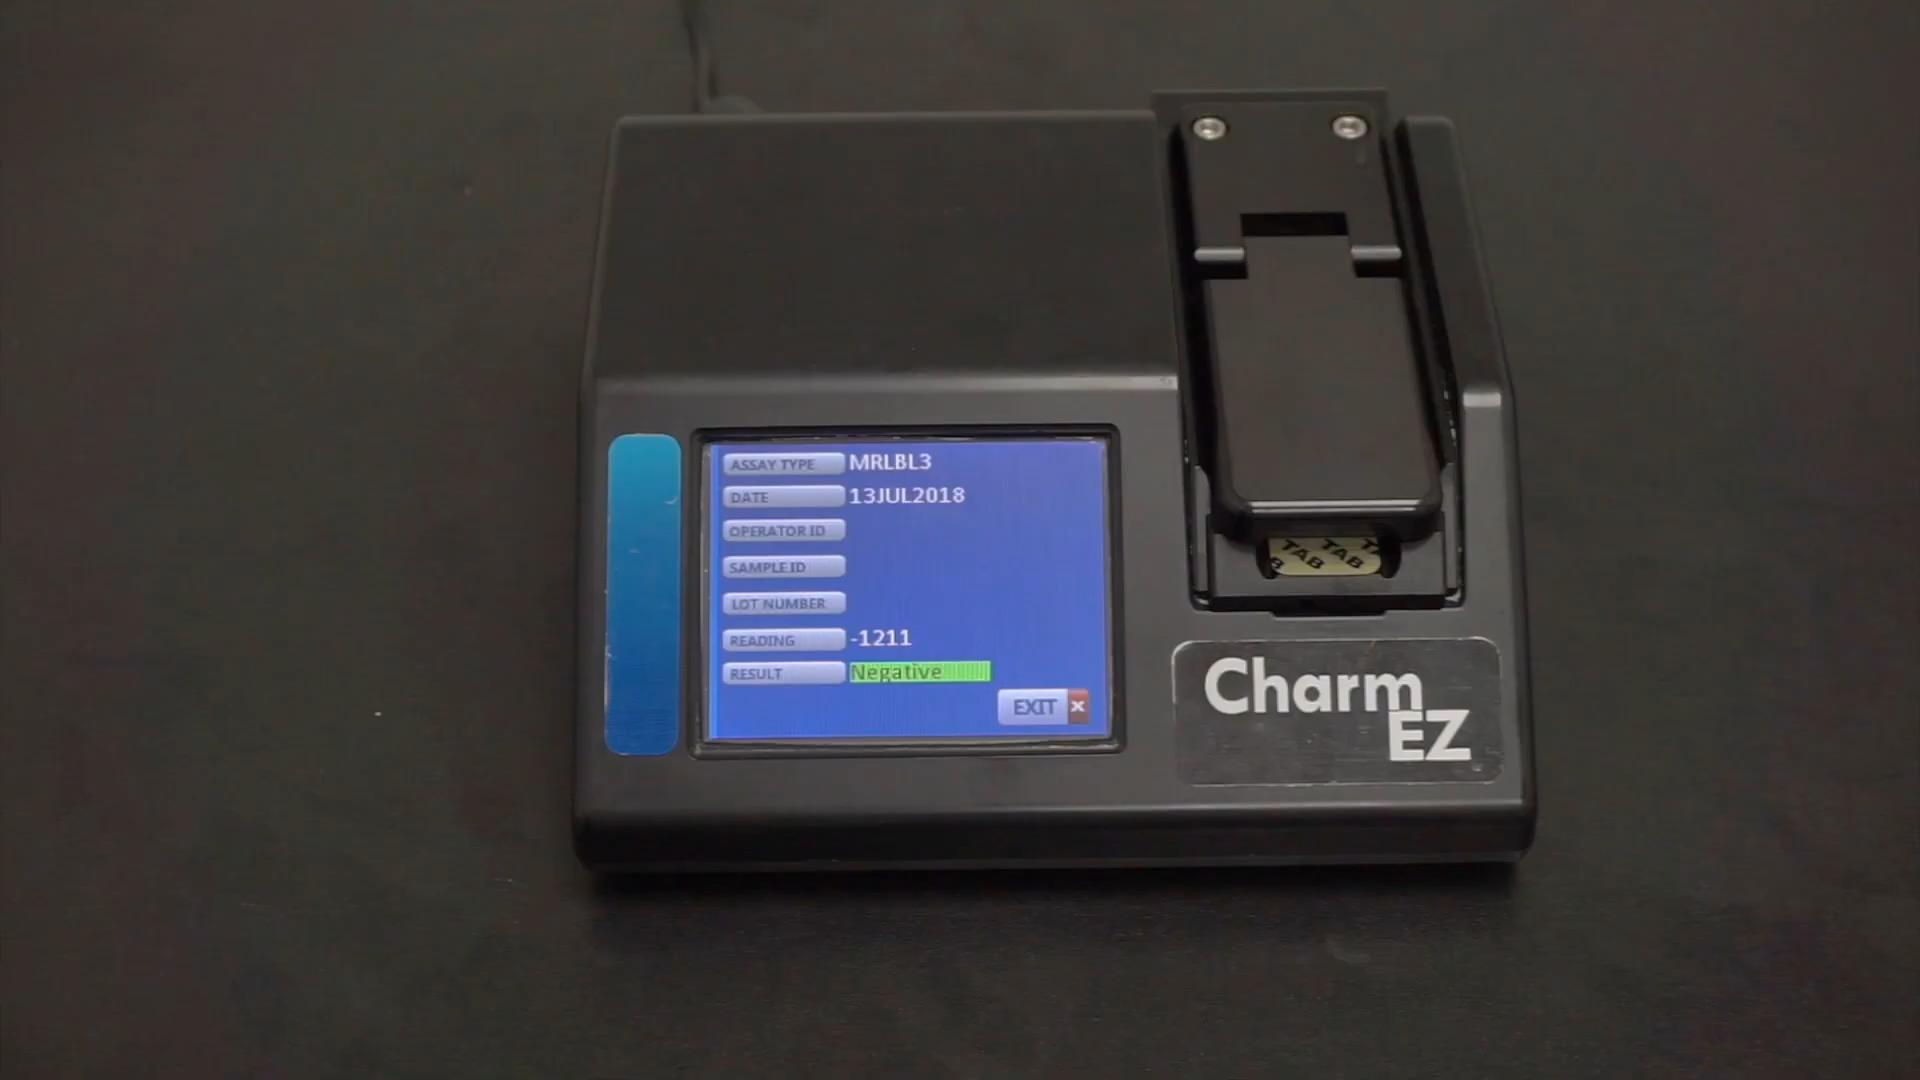 ASSAY TYPE MRLBL3
DATE 13JUL2018
OPERATOR ID
SAMPLE ID
LOT NUMBER
READING -1211
RESULT Negative
EXIT X
TAB TAB
Charm
EZ